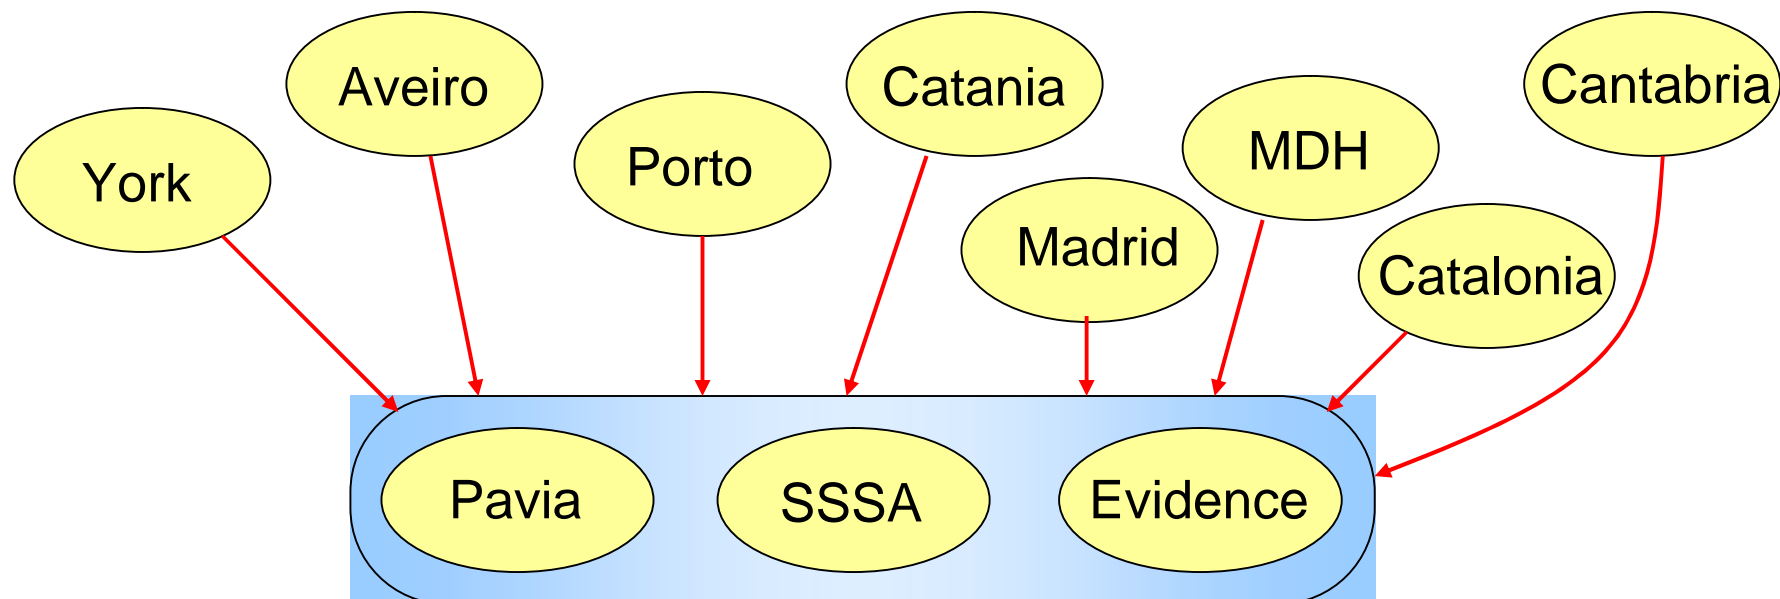 York
Aveiro
Porto
Catania
Madrid
MDH
Catalonia
Cantabria
Pavia
SSSA
Evidence